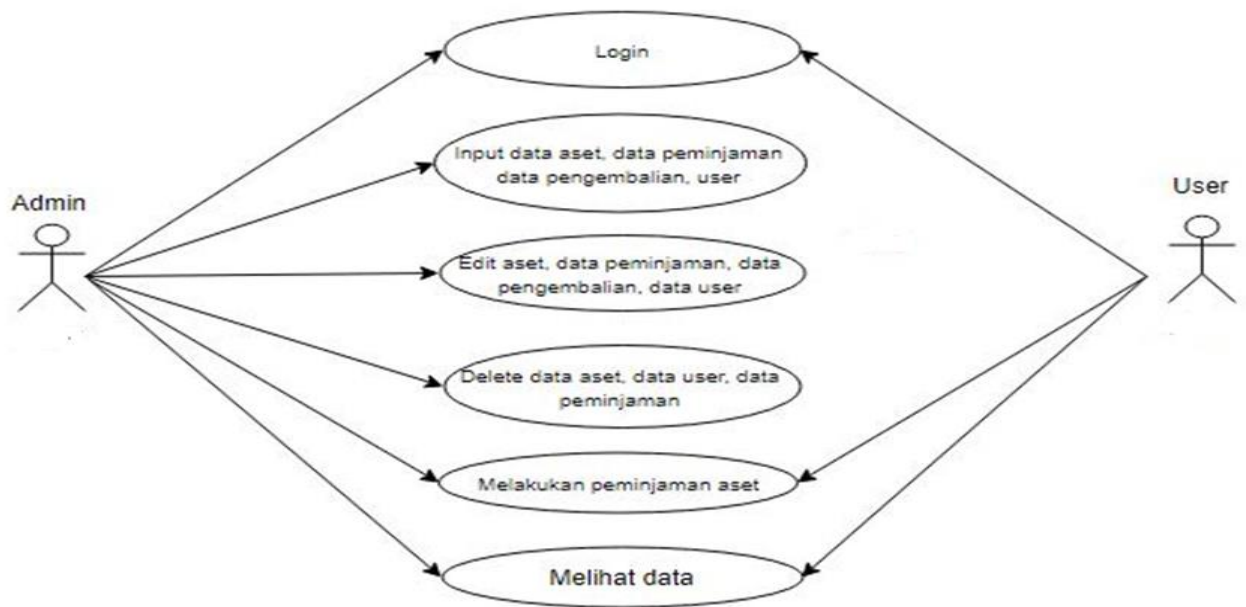 Login
Input data aset, data peminjaman
data pengembalian, user
Admin
User
Edit aset, data peminjaman, data
pengembalian, data user
Delete data aset, data user, data
peminjaman
Melakukan peminjaman aset
Melihat data